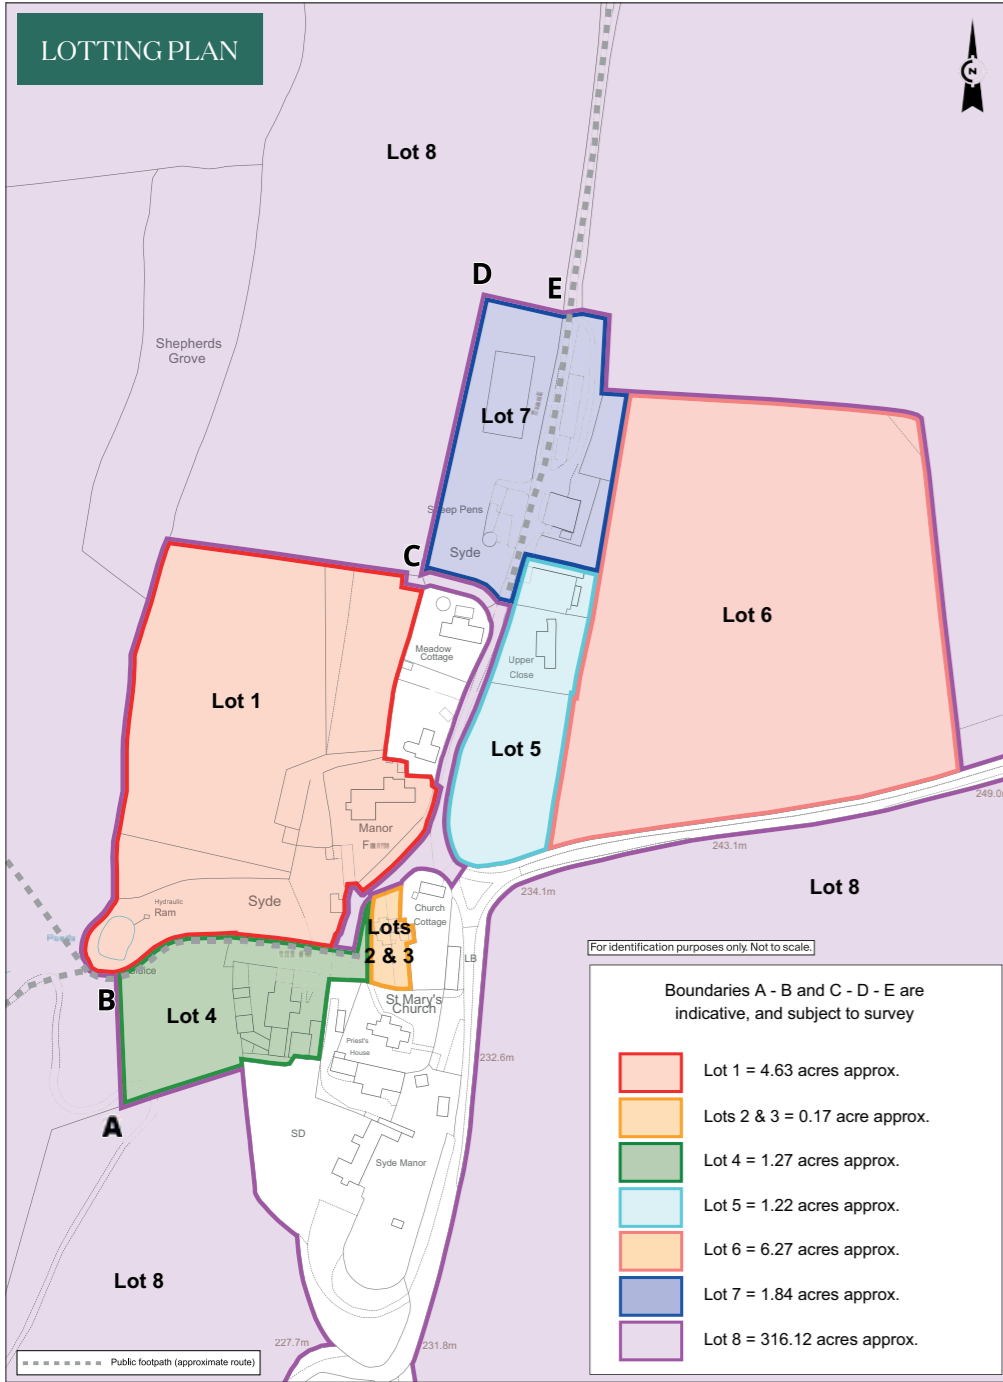 LOTTING PLAN
N
Lot 8
D
E
Shepherds
Grove
Lot 7
Sheep Pens
Syde
C
Meadow
Cottage
Lot 6
Upper
Close
Lot 1
Lot 5
249.0m
Manor
243.1m
234.1m
Lot 8
Hydraulic
Ram
Syde
Church
Cottage
Lots
2 & 3
LB
For identification purposes only. Not to scale.
Sluice
B
St Mary's
Church
Lot 4
Priest's
House
232.6m
A
SD
Syde Manor
Lot 8
227.7m
231.8m
Public footpath (approximate route)
Boundaries A - B and C - D - E are
indicative, and subject to survey
Lot 1 = 4.63 acres approx.
Lots 2 & 3 = 0.17 acre approx.
Lot 4 = 1.27 acres approx.
Lot 5 = 1.22 acres approx.
Lot 6 = 6.27 acres approx.
Lot 7 = 1.84 acres approx.
Lot 8 = 316.12 acres approx.